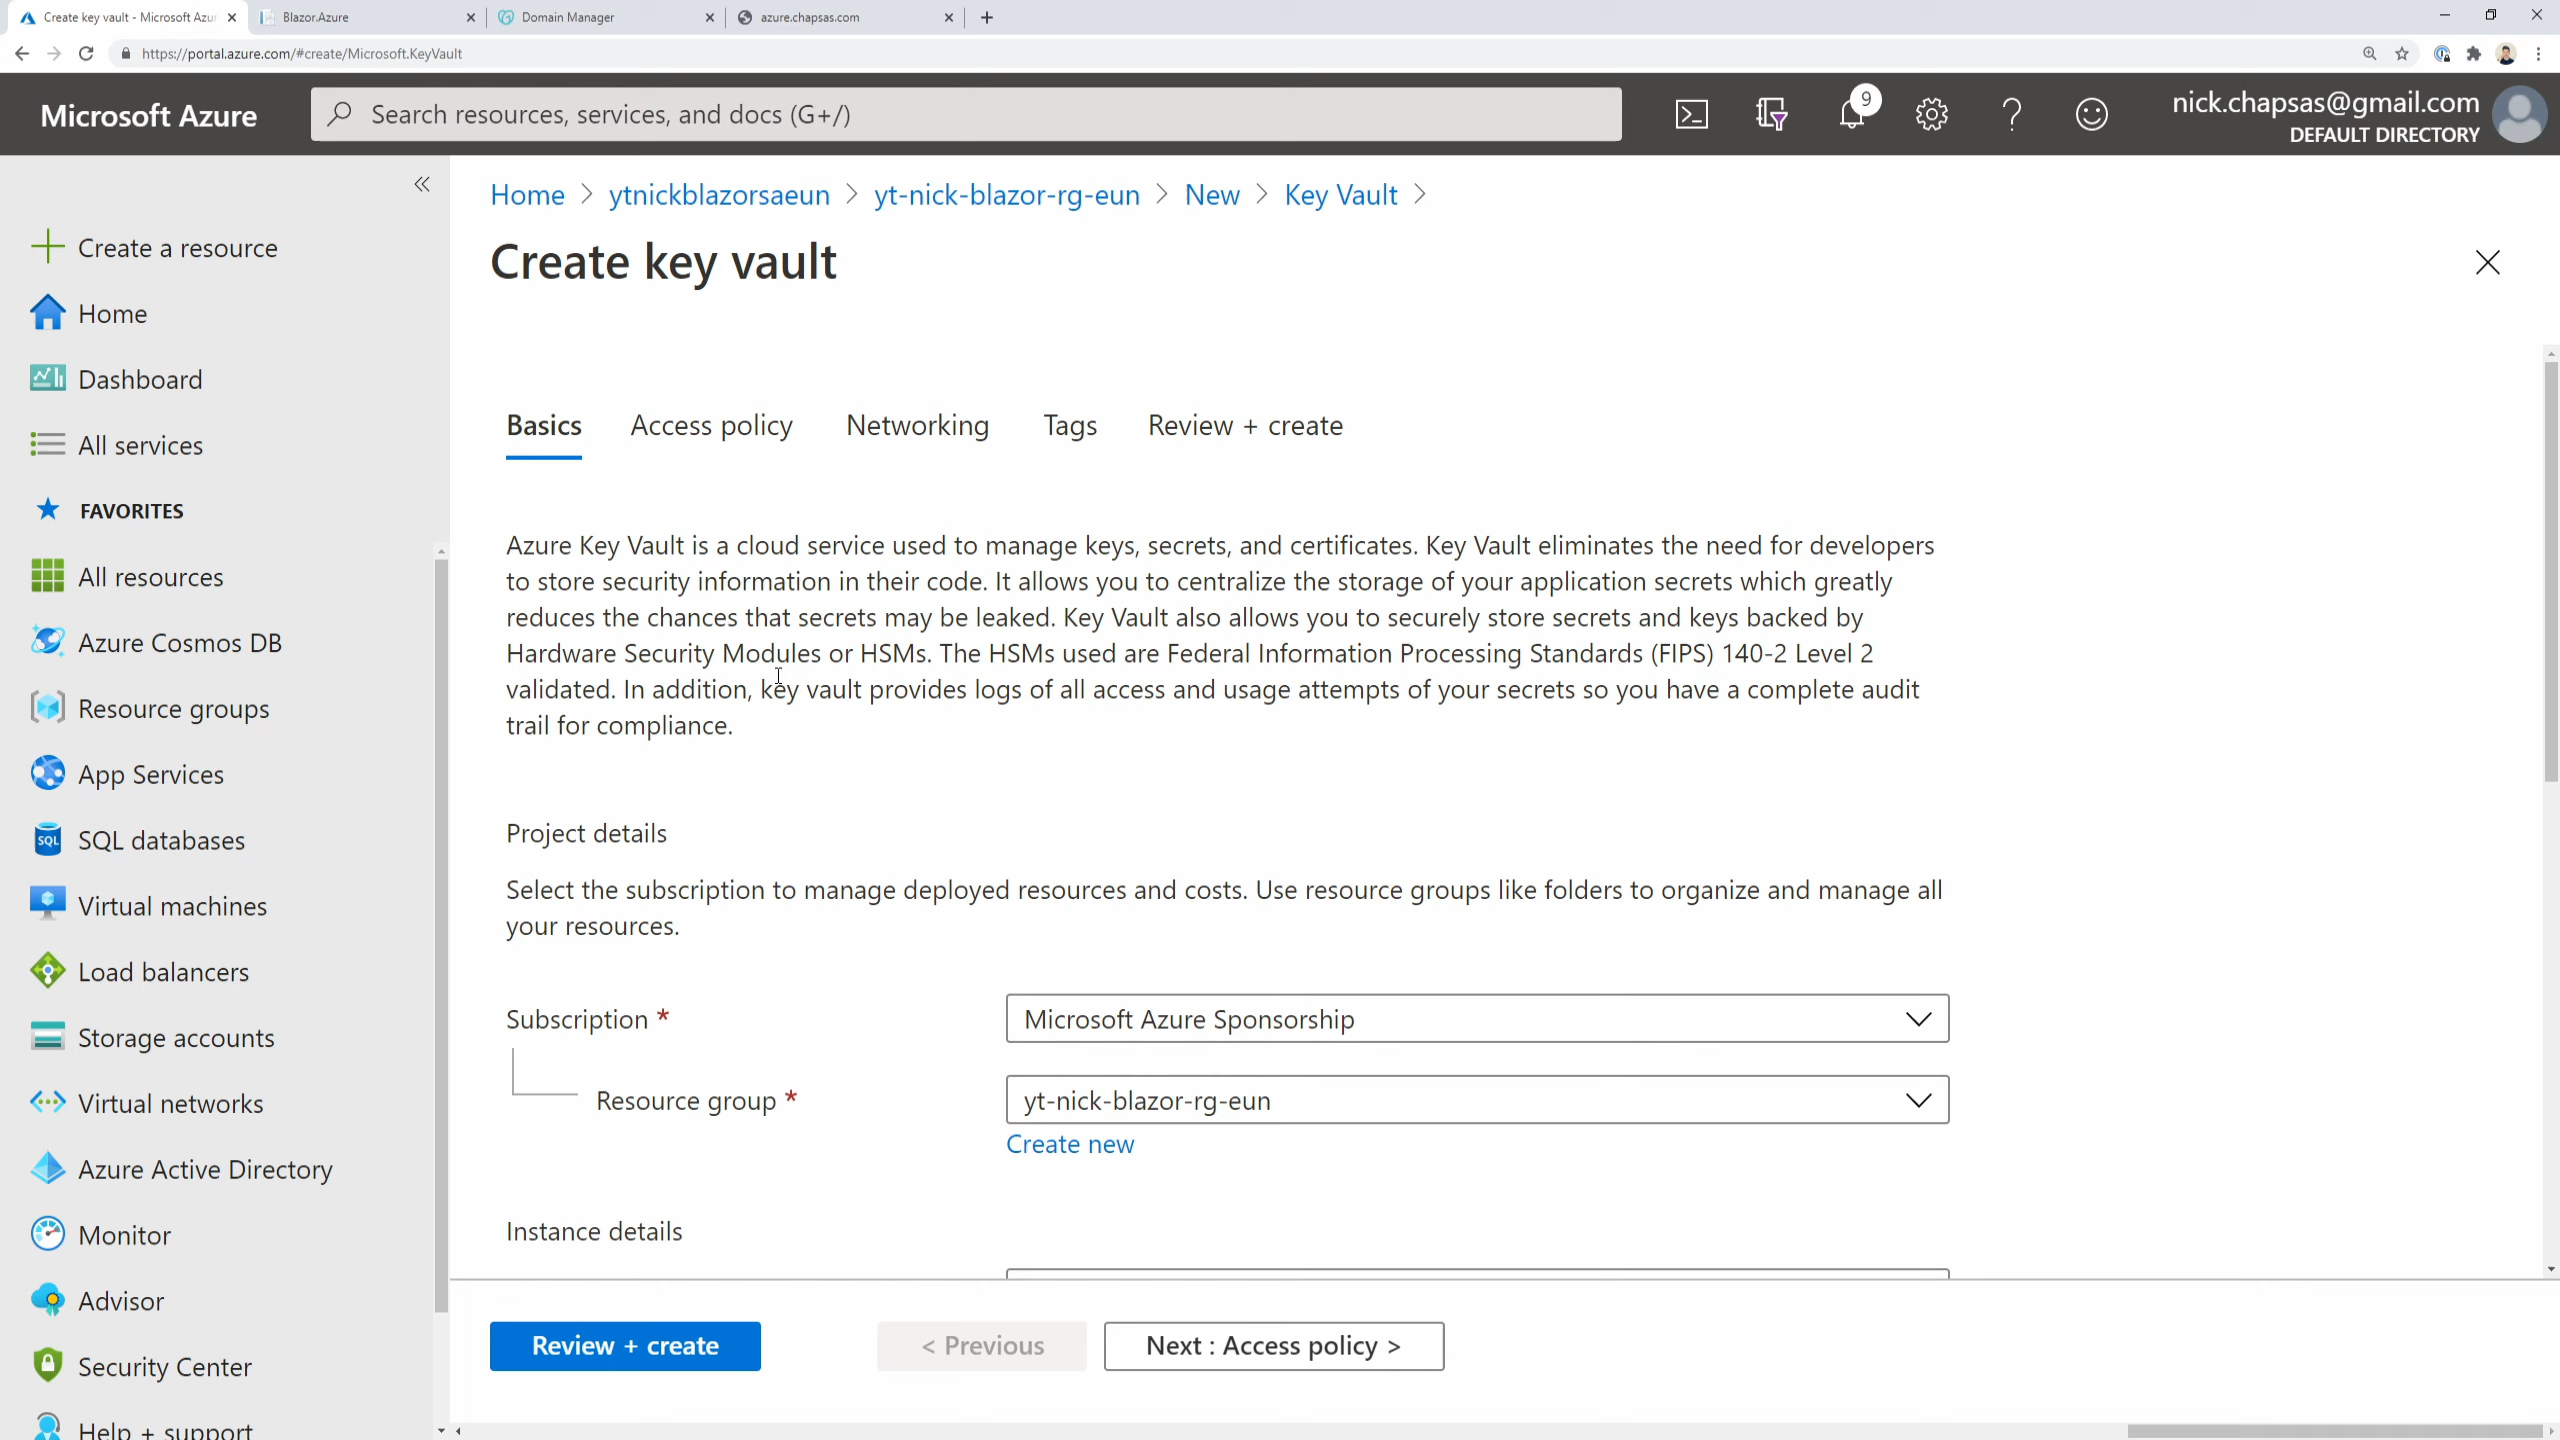 Create key vault - Microsoft Azur
Blazor.Azure
Domain Manager
azure.chapsas.com
https://portal.azure.com/#create/Microsoft.KeyVault
Microsoft Azure
Search resources, services, and docs (G+/)
9
nick.chapsas@gmail.com
DEFAULT DIRECTORY
Home > ytnickblazorsaeun > yt-nick-blazor-rg-eun > New > Key Vault >
Create key vault
Create a resource
Home
Dashboard
All services
FAVORITES
All resources
Azure Cosmos DB
Resource groups
App Services
SQL
SQL databases
Virtual machines
Load balancers
Storage accounts
Virtual networks
Azure Active Directory
Monitor
Advisor
Security Center
Help + support
Basics
Access policy
Networking
Tags
Review + create
Azure Key Vault is a cloud service used to manage keys, secrets, and certificates. Key Vault eliminates the need for developers
to store security information in their code. It allows you to centralize the storage of your application secrets which greatly
reduces the chances that secrets may be leaked. Key Vault also allows you to securely store secrets and keys backed by
Hardware Security Modules or HSMs. The HSMs used are Federal Information Processing Standards (FIPS) 140-2 Level 2
validated. In addition, key vault provides logs of all access and usage attempts of your secrets so you have a complete audit
trail for compliance.
Project details
Select the subscription to manage deployed resources and costs. Use resource groups like folders to organize and manage all
your resources.
Subscription *
Microsoft Azure Sponsorship
Resource group *
yt-nick-blazor-rg-eun
Create new
Instance details
Review + create
< Previous
Next : Access policy >